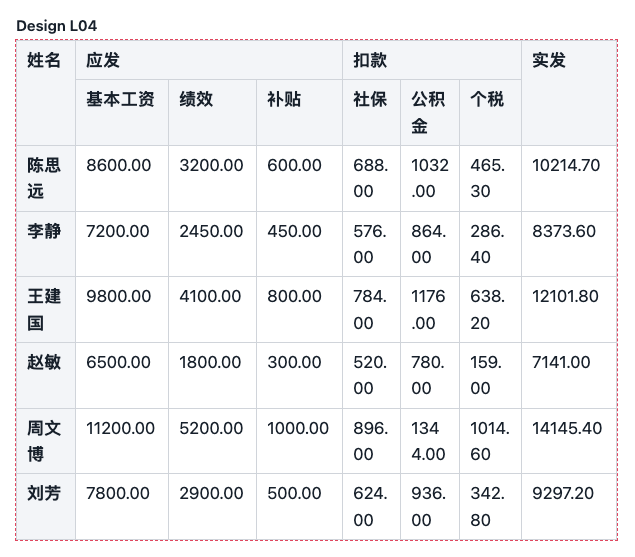 Design L04
姓名 应发 扣款 实发
基本工资 绩效 补贴 社保 公积金 个税
陈思远 8600.00 3200.00 600.00 688.00 1032.00 465.30 10214.70
李静 7200.00 2450.00 450.00 576.00 864.00 286.40 8373.60
王建国 9800.00 4100.00 800.00 784.00 1176.00 638.20 12101.80
赵敏 6500.00 1800.00 300.00 520.00 780.00 159.00 7141.00
周文博 11200.00 5200.00 1000.00 896.00 1344.00 1014.60 14145.40
刘芳 7800.00 2900.00 500.00 624.00 936.00 342.80 9297.20